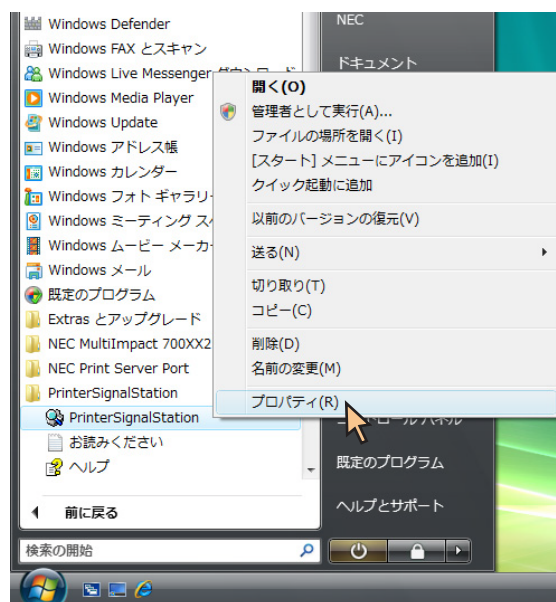 Windows Defender
Windows FAX とスキャン
Windows Live Messenger
Windows Media Player
Windows Update
Windows アドレス帳
Windows カレンダー
Windows フォト ギャラリー
Windows ミーティング ス
Windows ムービー メーカー
Windows メール
既定のプログラム
Extras とアップグレード
NEC MultiImpact 700XX2
NEC Print Server Port
PrinterSignalStation
PrinterSignalStation
お読みください
ヘルプ
前に戻る
検索の開始
NEC
ドキュメント
開く(O)
管理者として実行(A)...
ファイルの場所を開く(I)
[スタート] メニューにアイコンを追加(I)
クイック起動に追加
以前のバージョンの復元(V)
送る(N)
切り取り(T)
コピー(C)
削除(D)
名前の変更(M)
プロパティ(R)
コントロール パネル
既定のプログラム
ヘルプとサポート